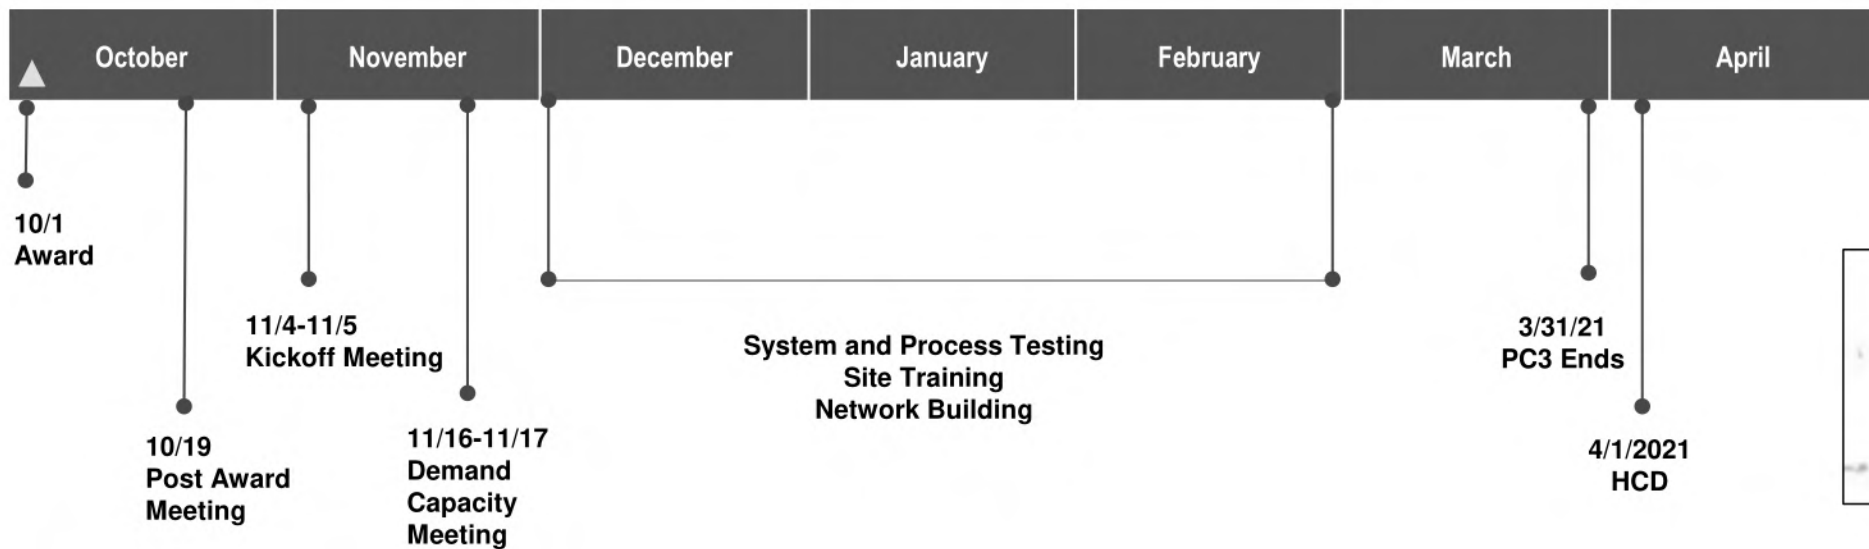 October
November
December
January
February
March
April
10/1
Award
10/19
Post Award
Meeting
11/4-11/5
Kickoff Meeting
11/16-11/17
Demand
Capacity
Meeting
System and Process Testing
Site Training
Network Building
3/31/21
PC3 Ends
4/1/2021
HCD